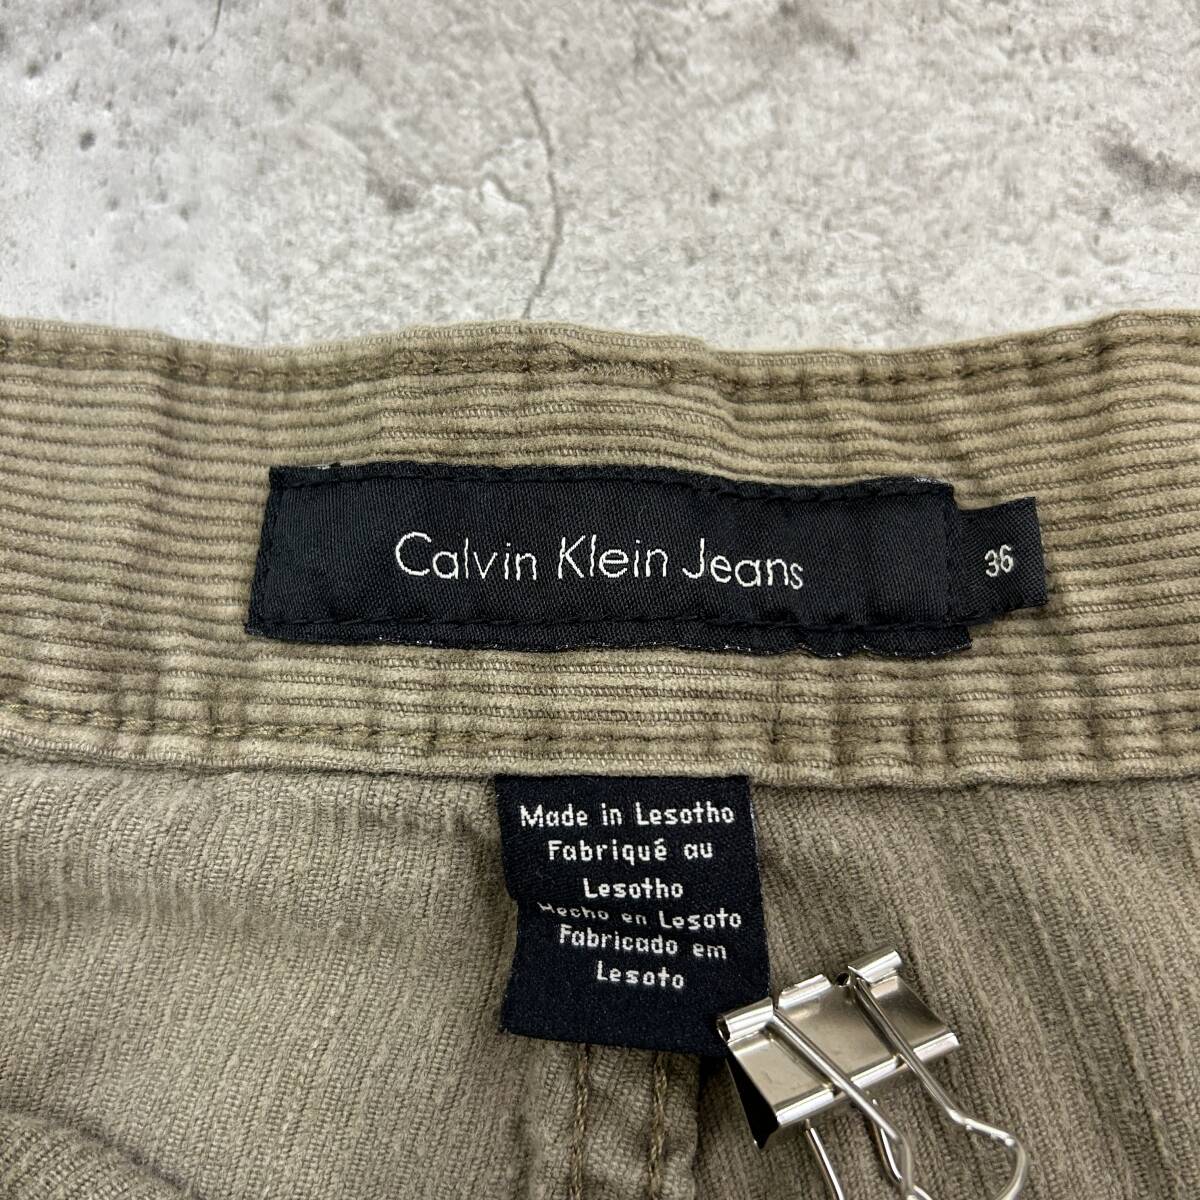 Calvin Klein Jeans
36
Made in Lesotho
Fabriqué au
Lesotho
Hecho en Lesoto
Fabricado em
Lesoto